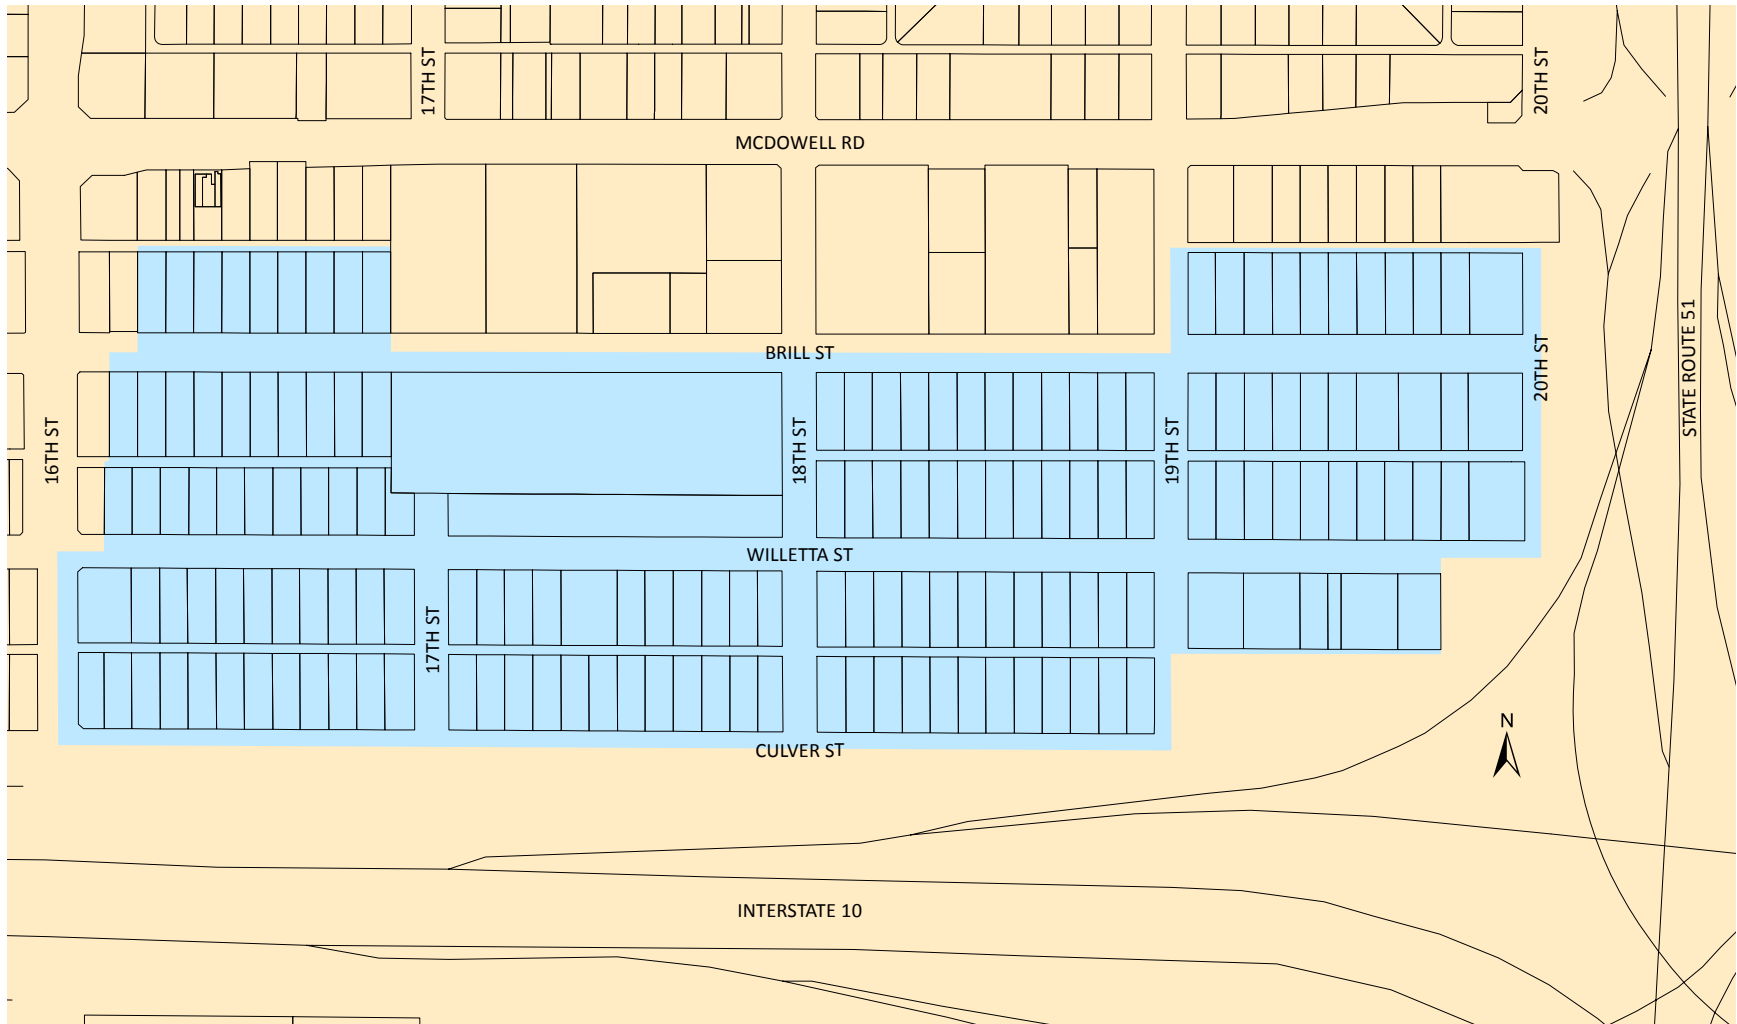 17TH ST
20TH ST
MCDOWELL RD
BRILL ST
STATE ROUTE 51
20TH ST
16TH ST
18TH ST
19TH ST
WILLETTA ST
17TH ST
N
CULVER ST
INTERSTATE 10